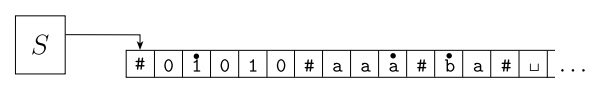 S
# 0 1̇ 0 1 0 # a a ȧ # ḃ a # ␣ ...